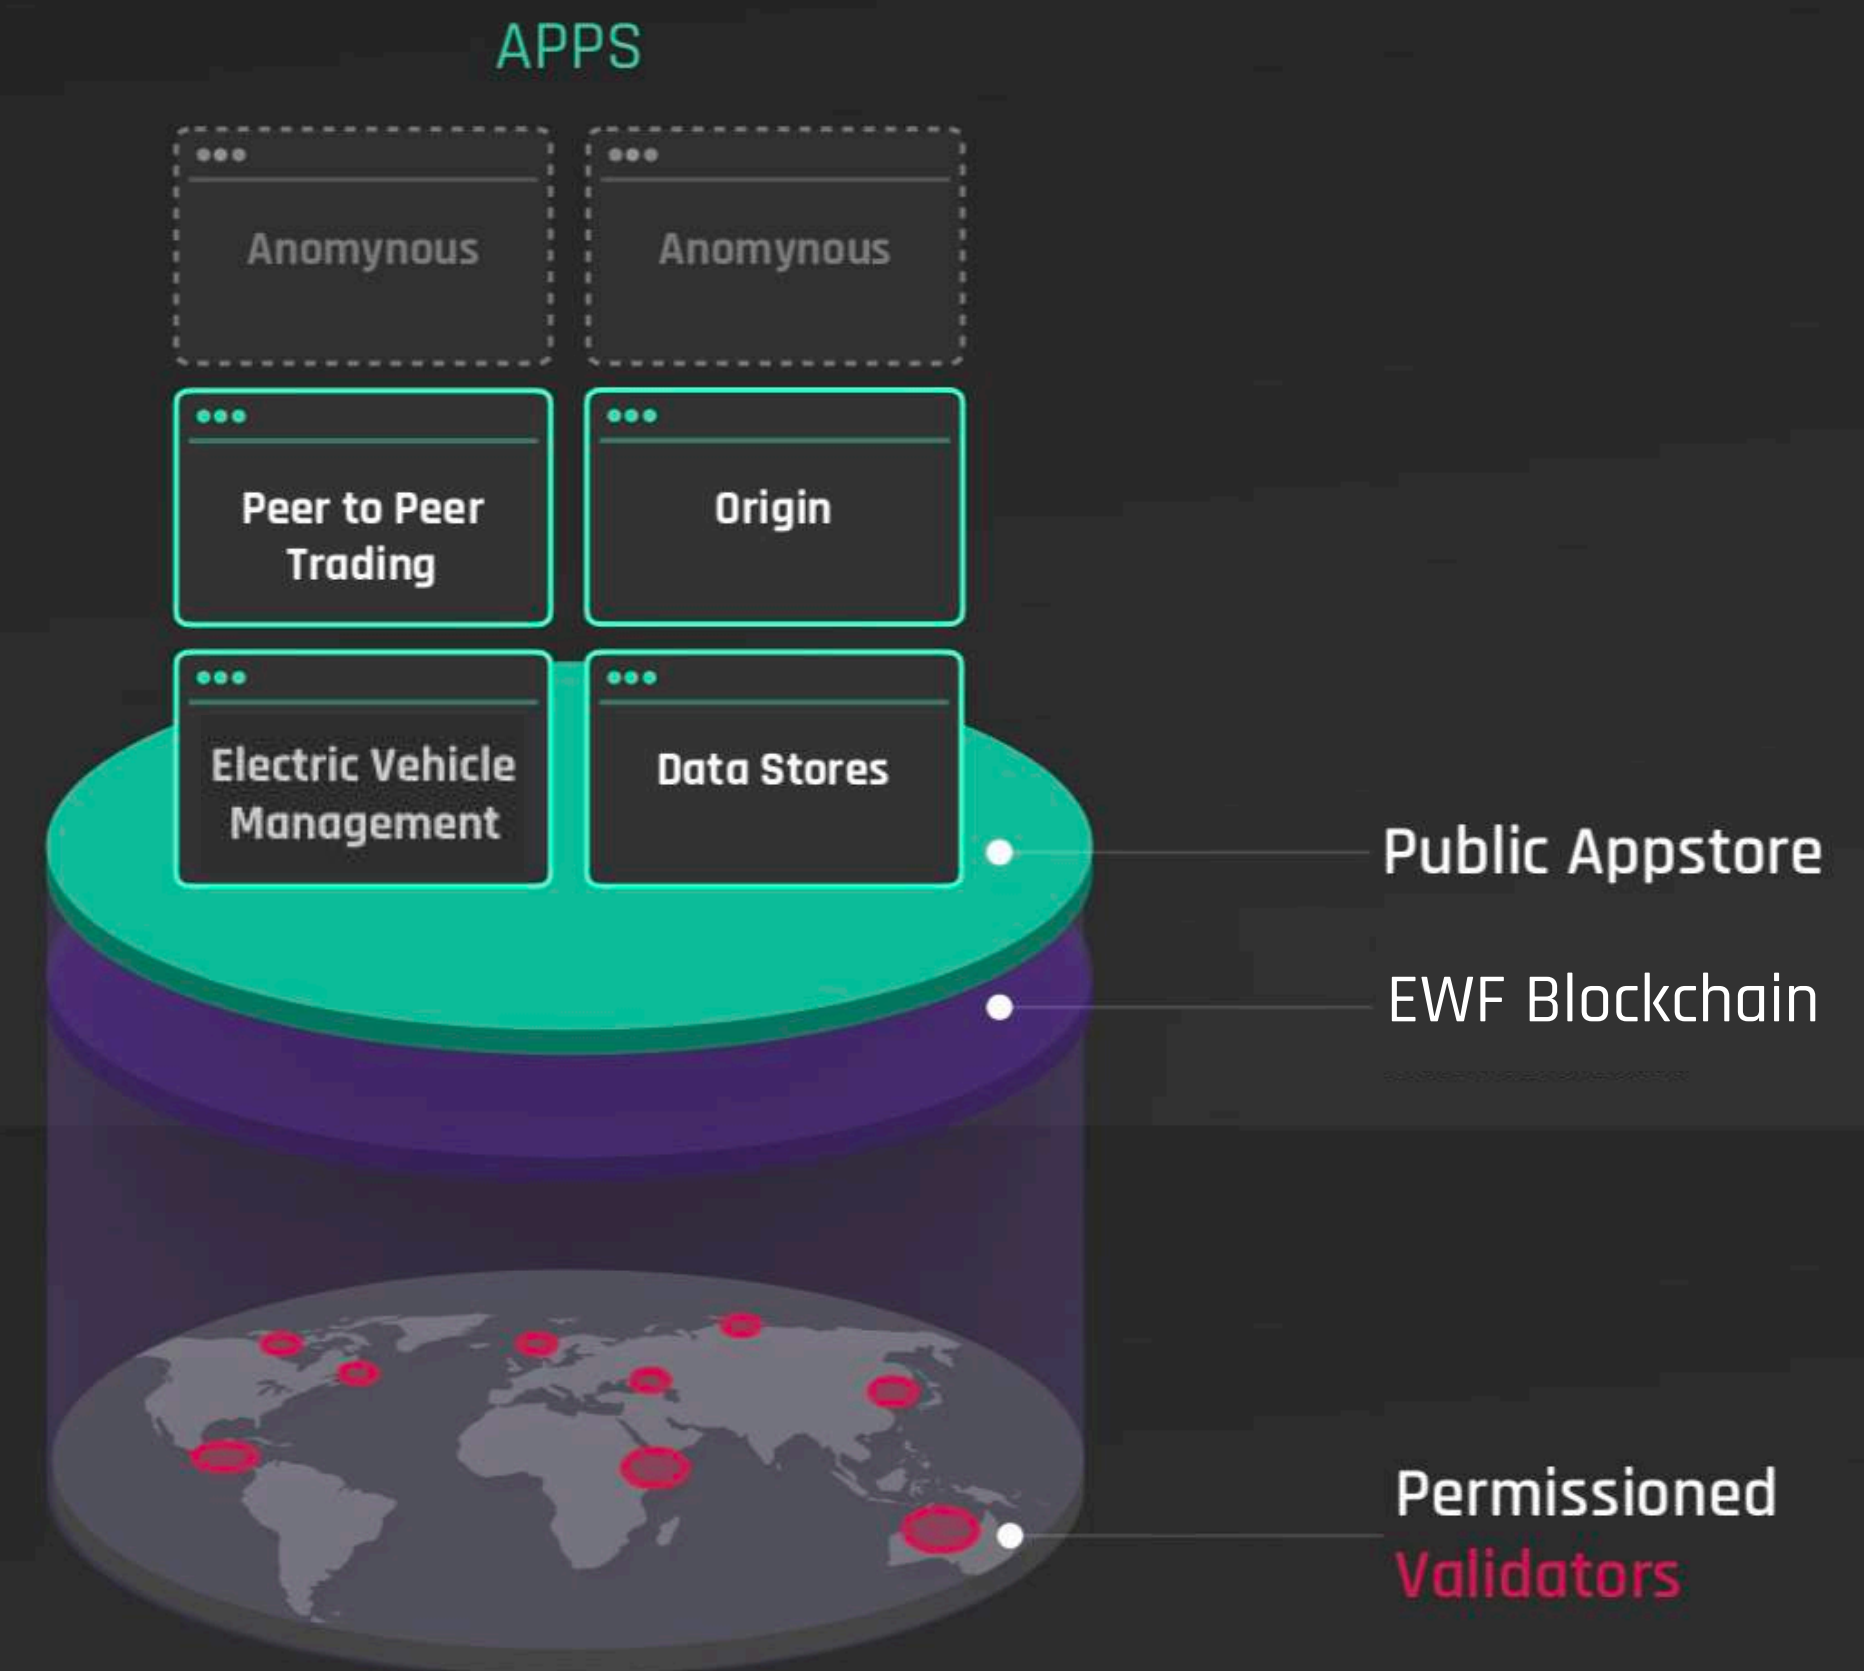 APPS
Anomynous
Anomynous
Peer to Peer
Trading
Origin
Electric Vehicle
Management
Data Stores
Public Appstore
EWF Blockchain
Permissioned
Validators